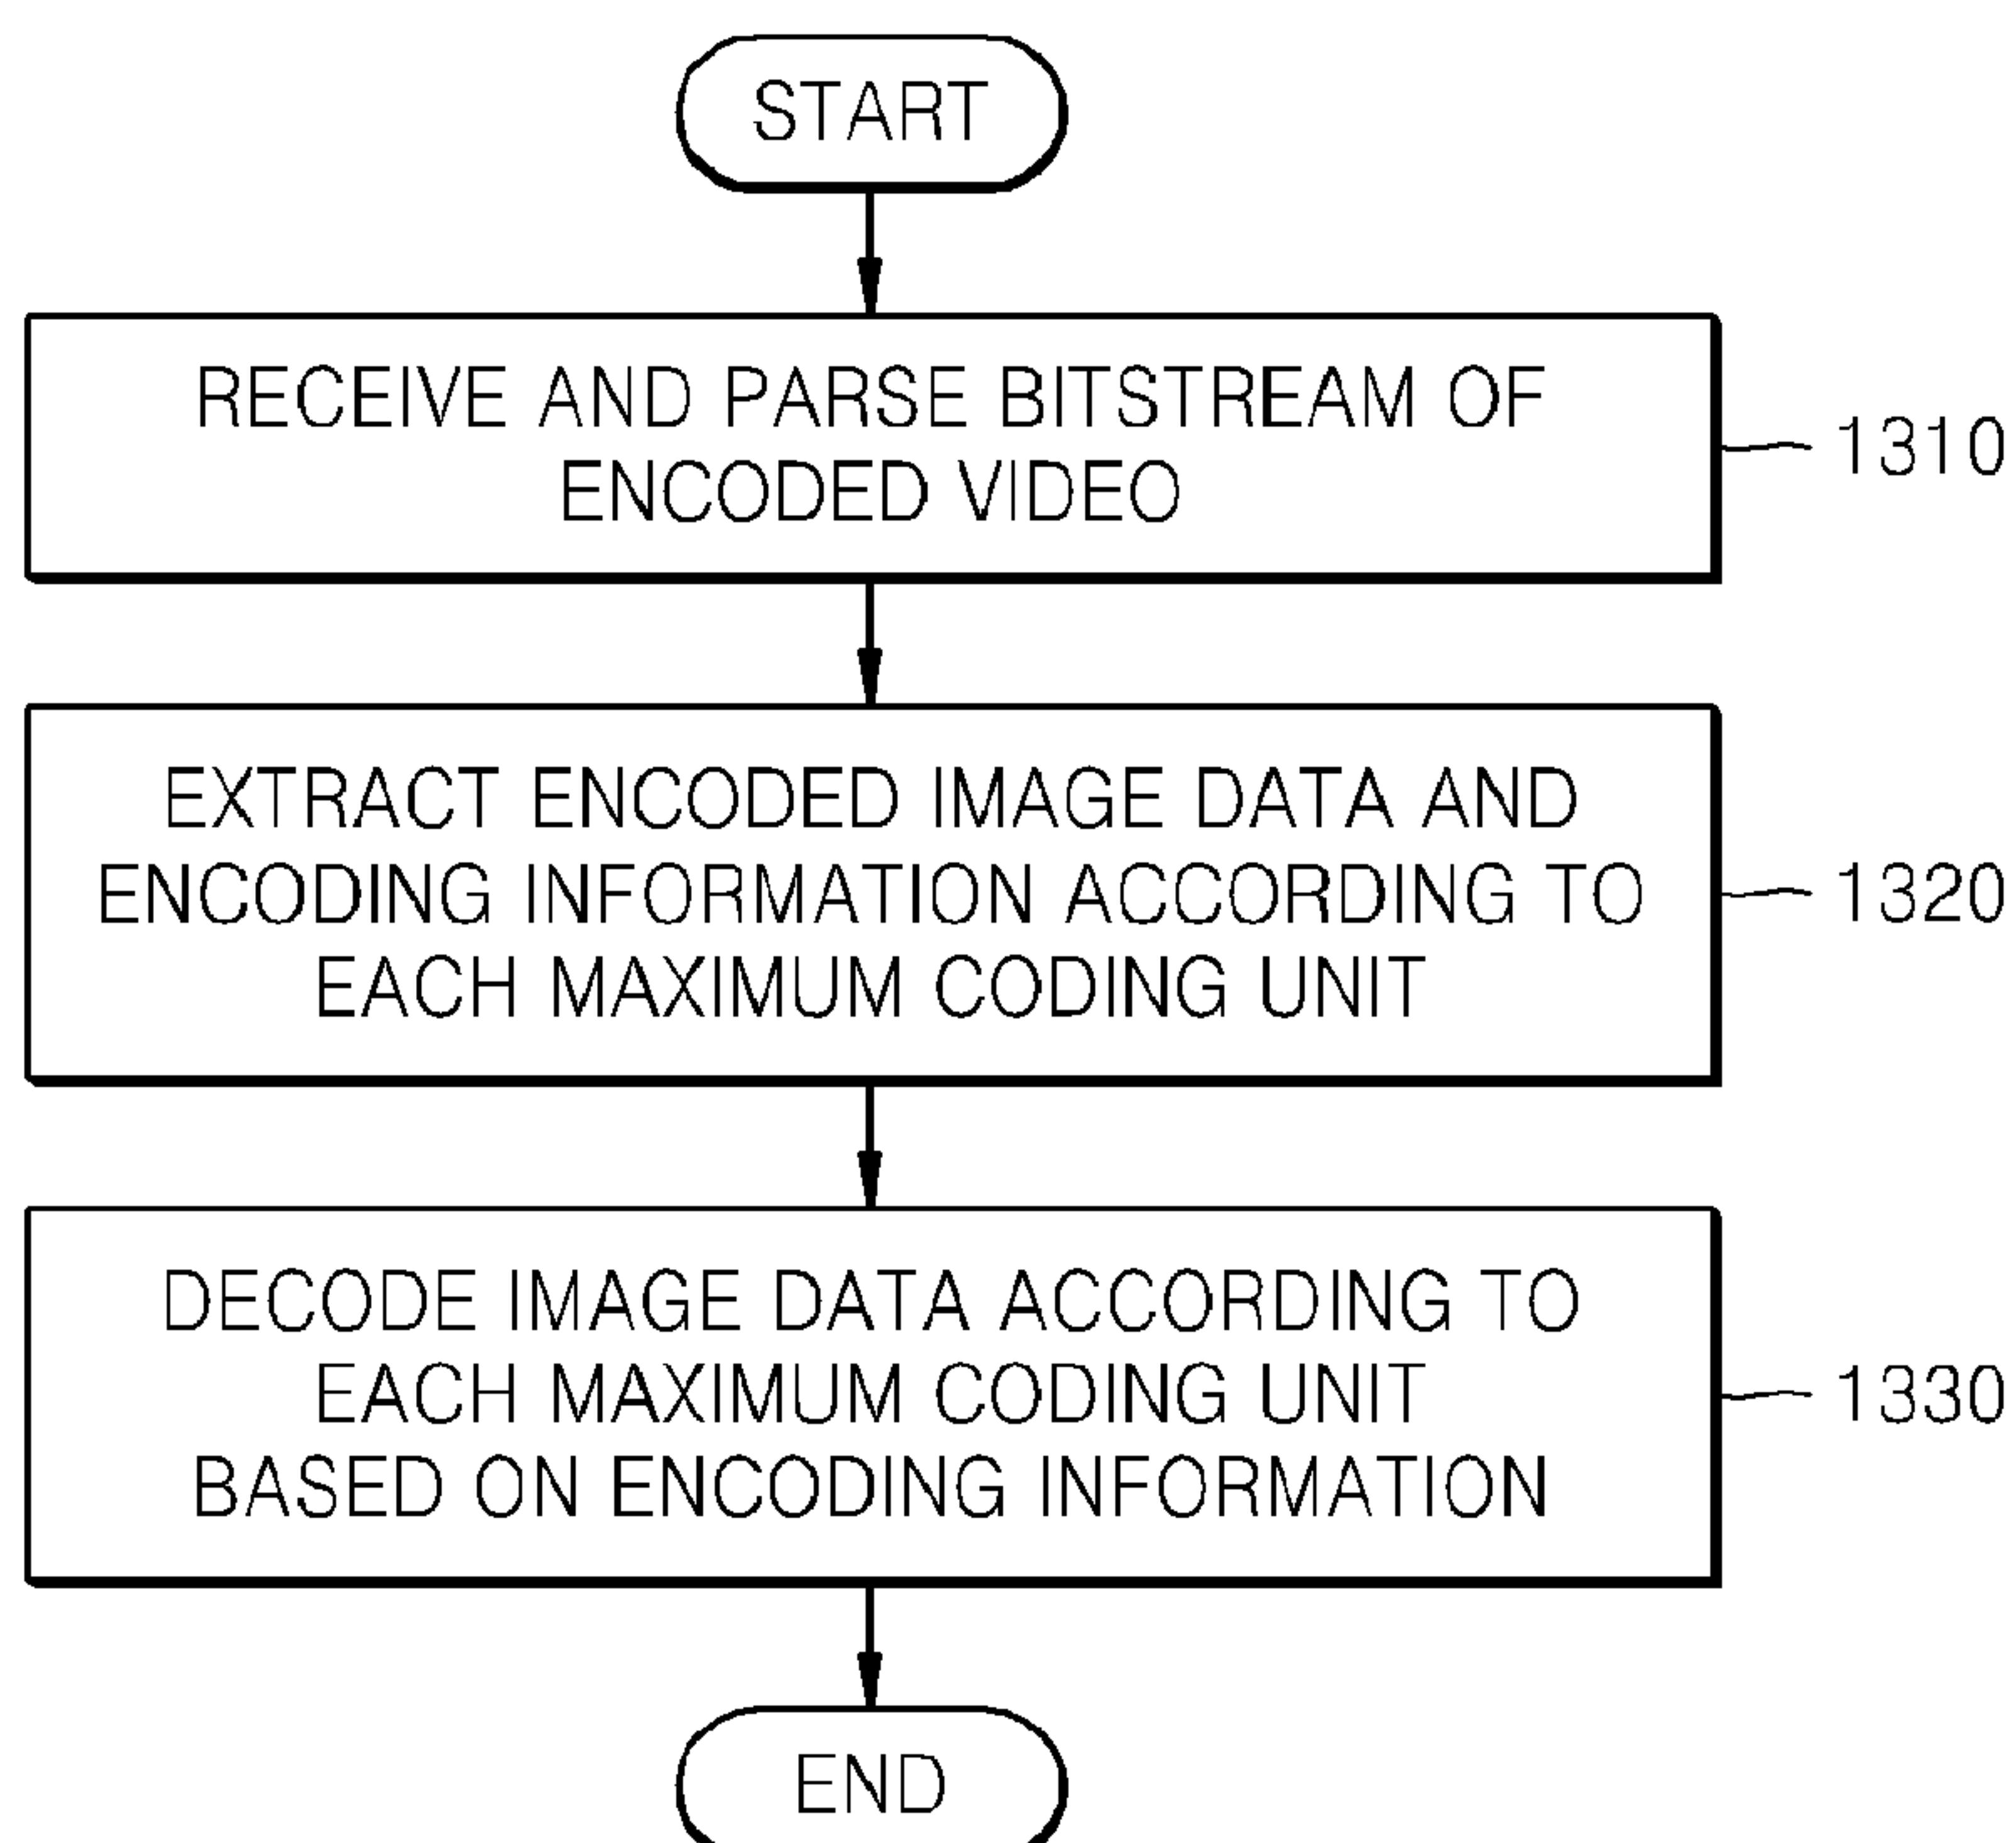 START
RECEIVE AND PARSE BITSTREAM OF
ENCODED VIDEO
1310
EXTRACT ENCODED IMAGE DATA AND
ENCODING INFORMATION ACCORDING TO
EACH MAXIMUM CODING UNIT
1320
DECODE IMAGE DATA ACCORDING TO
EACH MAXIMUM CODING UNIT
BASED ON ENCODING INFORMATION
1330
END